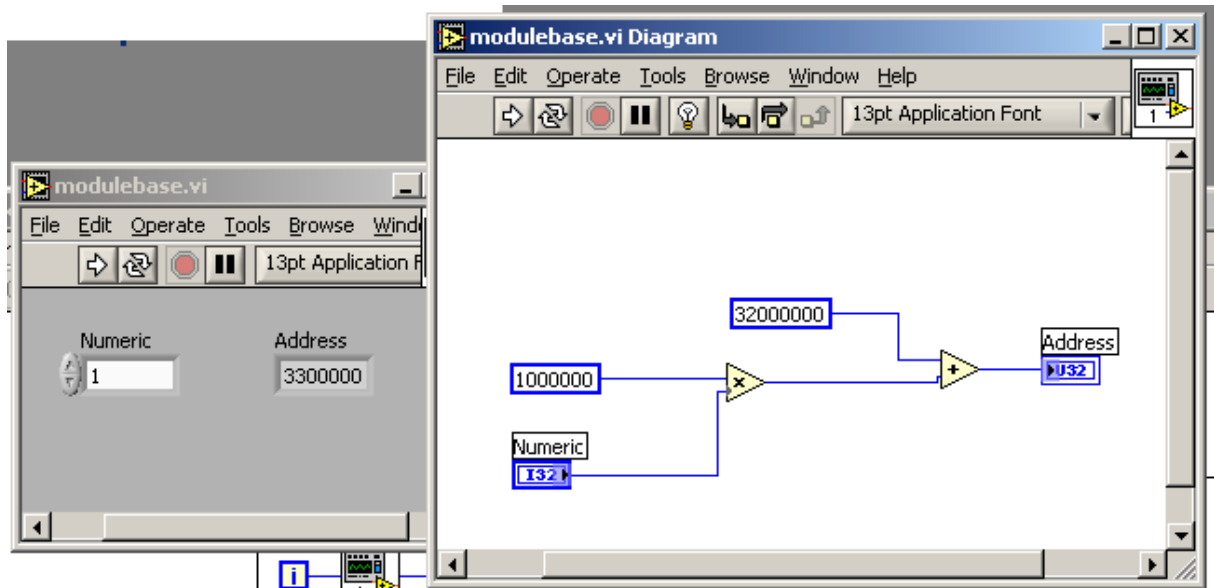 modulebase.vi Diagram
File Edit Operate Tools Browse Window Help
13pt Application Font
1
32000000
Address
U32
1000000
Numeric
I32
modulebase.vi
File Edit Operate Tools Browse
13pt Application
Numeric
Address
1
3300000
i